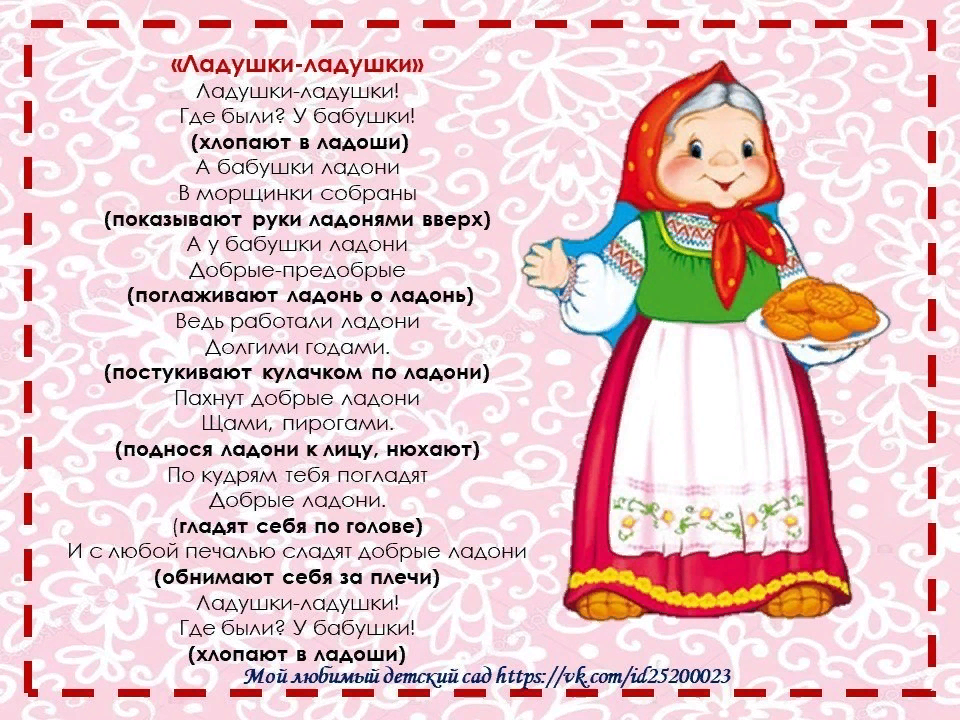 «Ладушки-ладушки»
Ладушки-ладушки!
Где были? У бабушки!
(хлопают в ладоши)
А бабушки ладони
В морщинки собраны
(показывают руки ладонями вверх)
А у бабушки ладони
Добрые-предобрые
(поглаживают ладонь о ладонь)
Ведь работали ладони
Долгими годами.
(постукивают кулачком по ладони)
Пахнут добрые ладони
Щами, пирогами.
(поднося ладони к лицу, нюхают)
По кудрям тебя погладят
Добрые ладони.
(гладят себя по голове)
И с любой печалью сладят добрые ладони
(обнимают себя за плечи)
Ладушки-ладушки!
Где были? У бабушки!
(хлопают в ладоши)
Мой любимый детский сад https://vk.com/id25200023